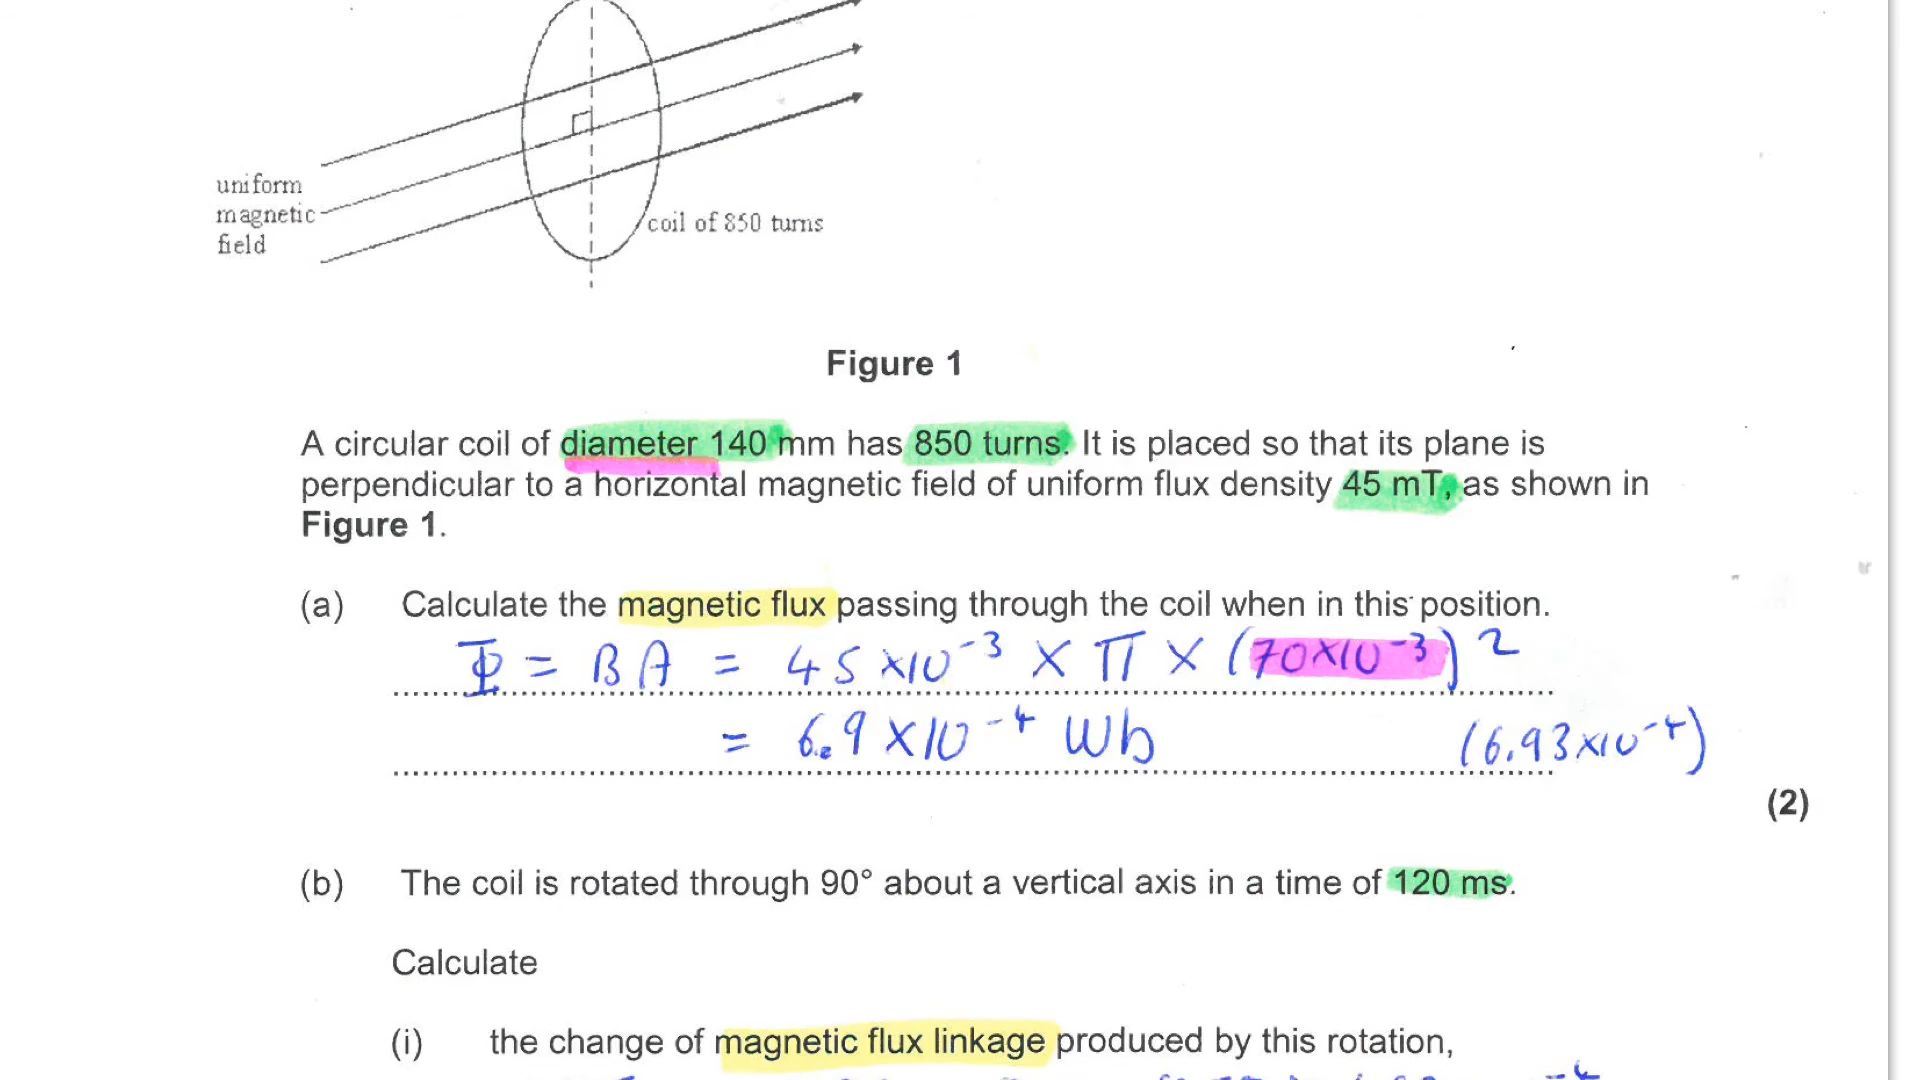 uniform
magnetic
field
coil of 850 turns
Figure 1
A circular coil of diameter 140 mm has 850 turns. It is placed so that its plane is
perpendicular to a horizontal magnetic field of uniform flux density 45 mT, as shown in
Figure 1.
(a) Calculate the magnetic flux passing through the coil when in this position.
Φ = BA = 45 ×10⁻³ × π × (70×10⁻³)²
= 6.9 ×10⁻⁴ Wb (6.93×10⁻⁴)
(2)
(b) The coil is rotated through 90° about a vertical axis in a time of 120 ms.
Calculate
(i) the change of magnetic flux linkage produced by this rotation,